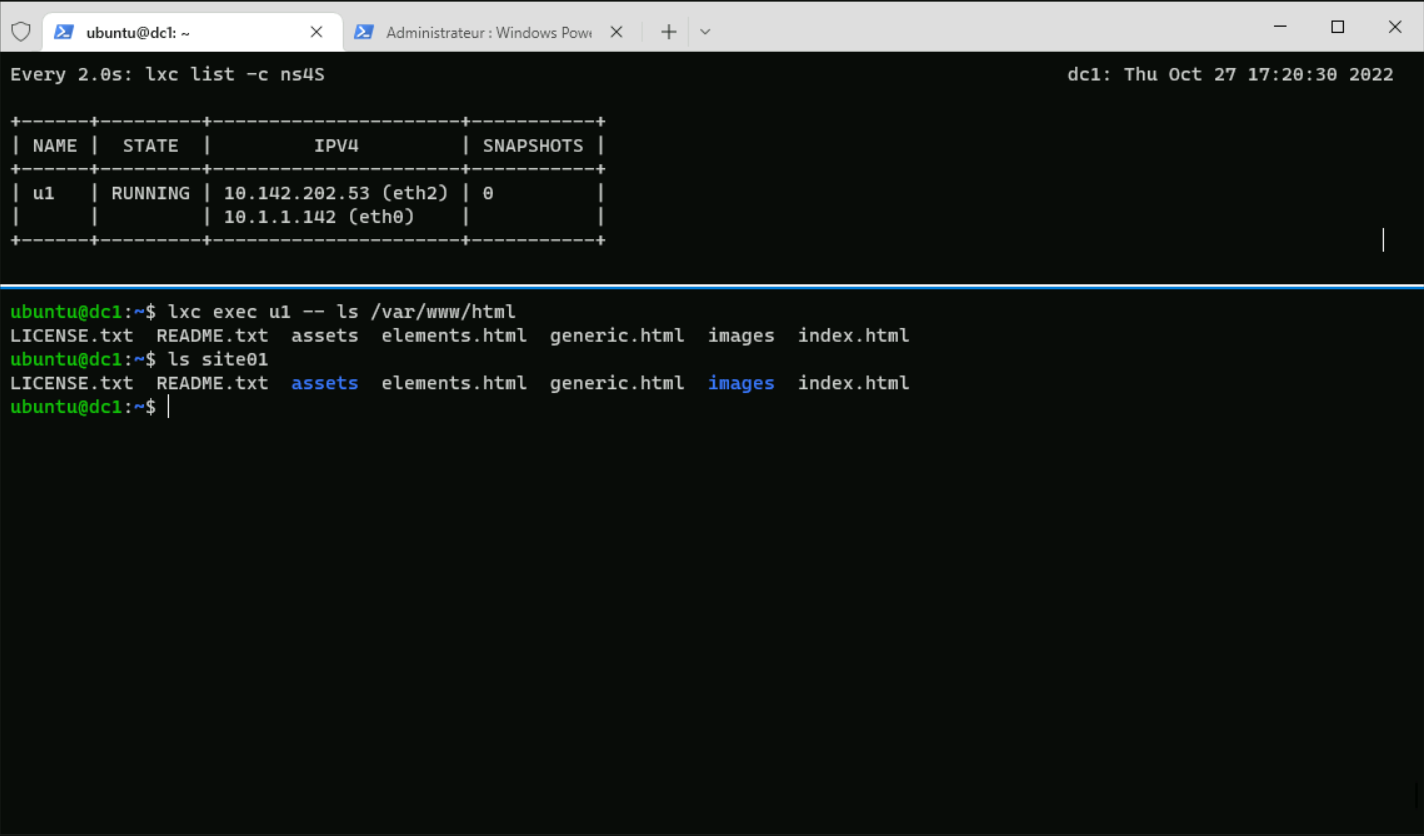 ubuntu@dc1: ~ Administrateur : Windows Powe
Every 2.0s: lxc list -c ns4S dc1: Thu Oct 27 17:20:30 2022
+------+---------+----------------------+-----------+
| NAME | STATE | IPV4 | SNAPSHOTS |
+------+---------+----------------------+-----------+
| u1 | RUNNING | 10.142.202.53 (eth2) | 0 |
| | | 10.1.1.142 (eth0) | |
+------+---------+----------------------+-----------+
ubuntu@dc1:~$ lxc exec u1 -- ls /var/www/html
LICENSE.txt README.txt assets elements.html generic.html images index.html
ubuntu@dc1:~$ ls site01
LICENSE.txt README.txt assets elements.html generic.html images index.html
ubuntu@dc1:~$